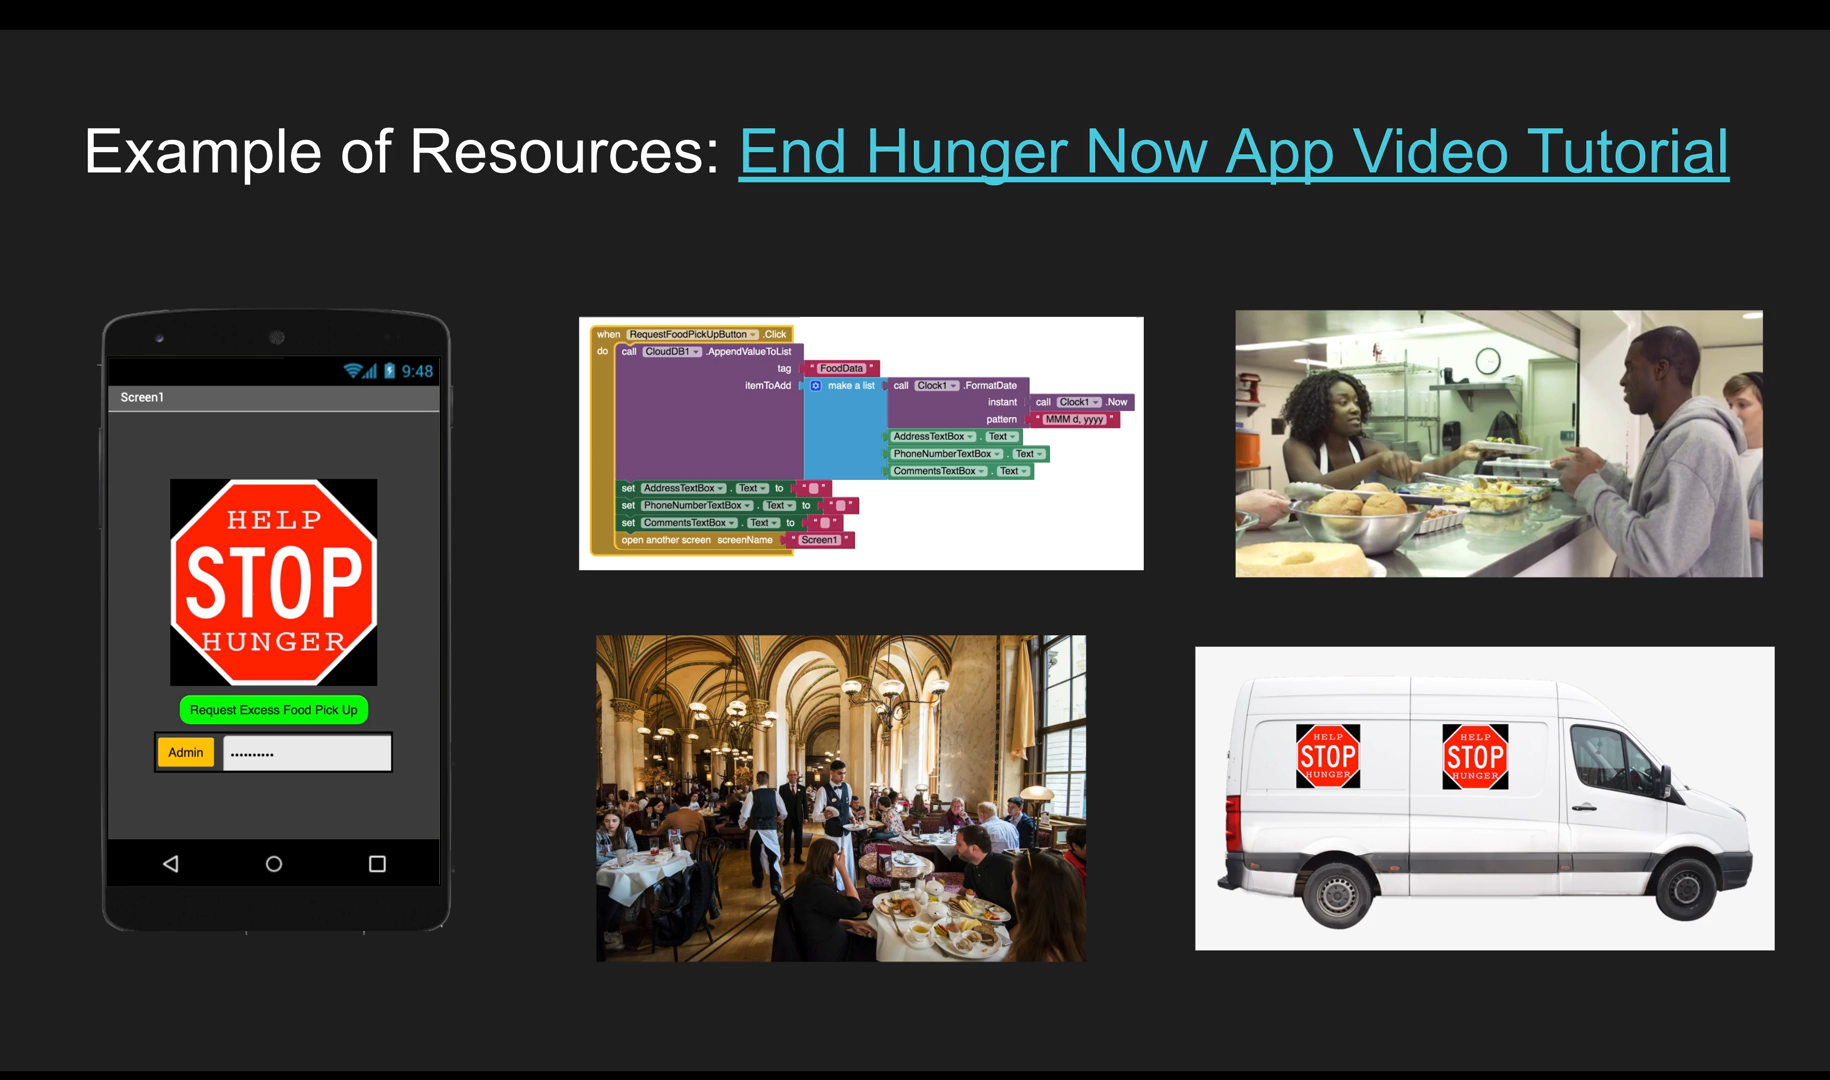 Example of Resources: End Hunger Now App Video Tutorial
9:48
Screen1
HELP
STOP
HUNGER
Request Excess Food Pick Up
Admin ••••••••••
when RequestFoodPickUpButton .Click
do call CloudDB1 .AppendValueToList
tag "FoodData"
itemToAdd make a list call Clock1 .FormatDate
instant call Clock1 .Now
pattern "MMM d, yyyy"
AddressTextBox . Text
PhoneNumberTextBox . Text
CommentsTextBox . Text
set AddressTextBox . Text to " "
set PhoneNumberTextBox . Text to " "
set CommentsTextBox . Text to " "
open another screen screenName "Screen1"
HELP
STOP
HUNGER
HELP
STOP
HUNGER